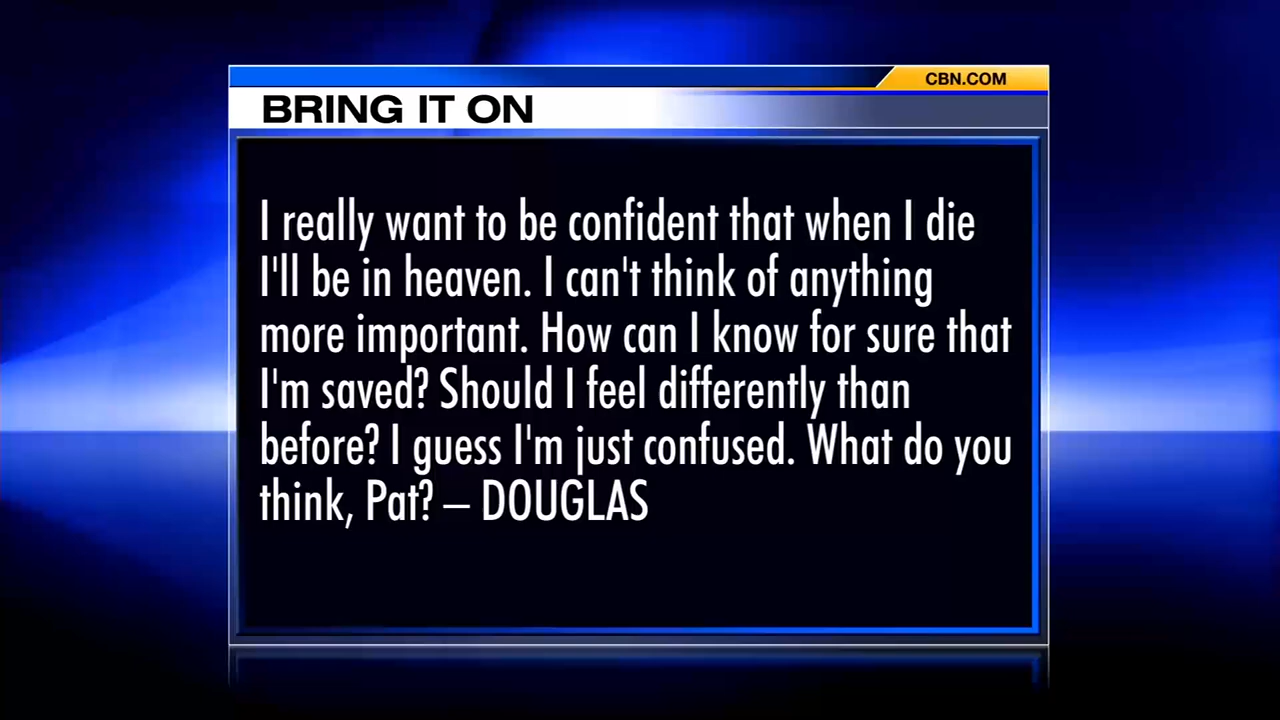 CBN.COM
BRING IT ON
I really want to be confident that when I die
I'll be in heaven. I can't think of anything
more important. How can I know for sure that
I'm saved? Should I feel differently than
before? I guess I'm just confused. What do you
think, Pat? – DOUGLAS